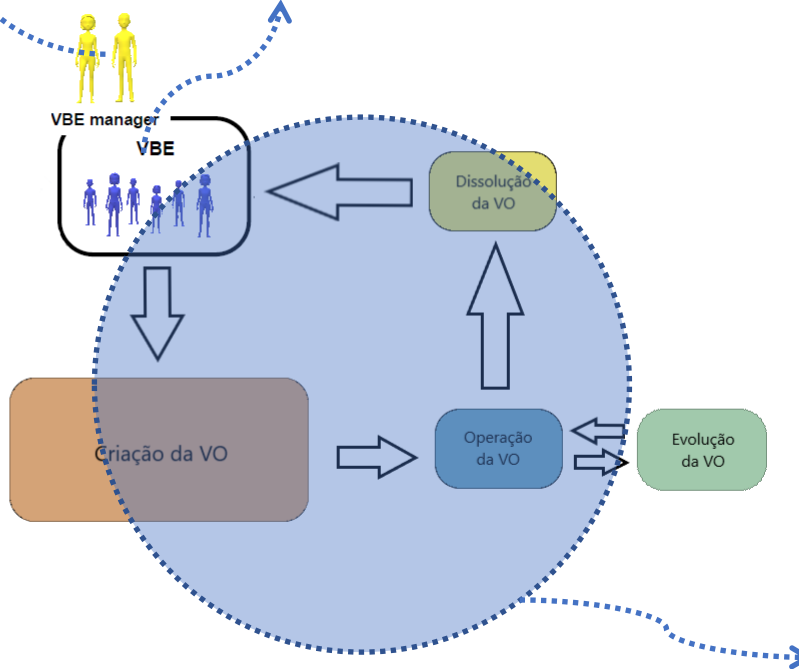 VBE manager
VBE
Dissolução
da VO
Criação da VO
Operação
da VO
Evolução
da VO